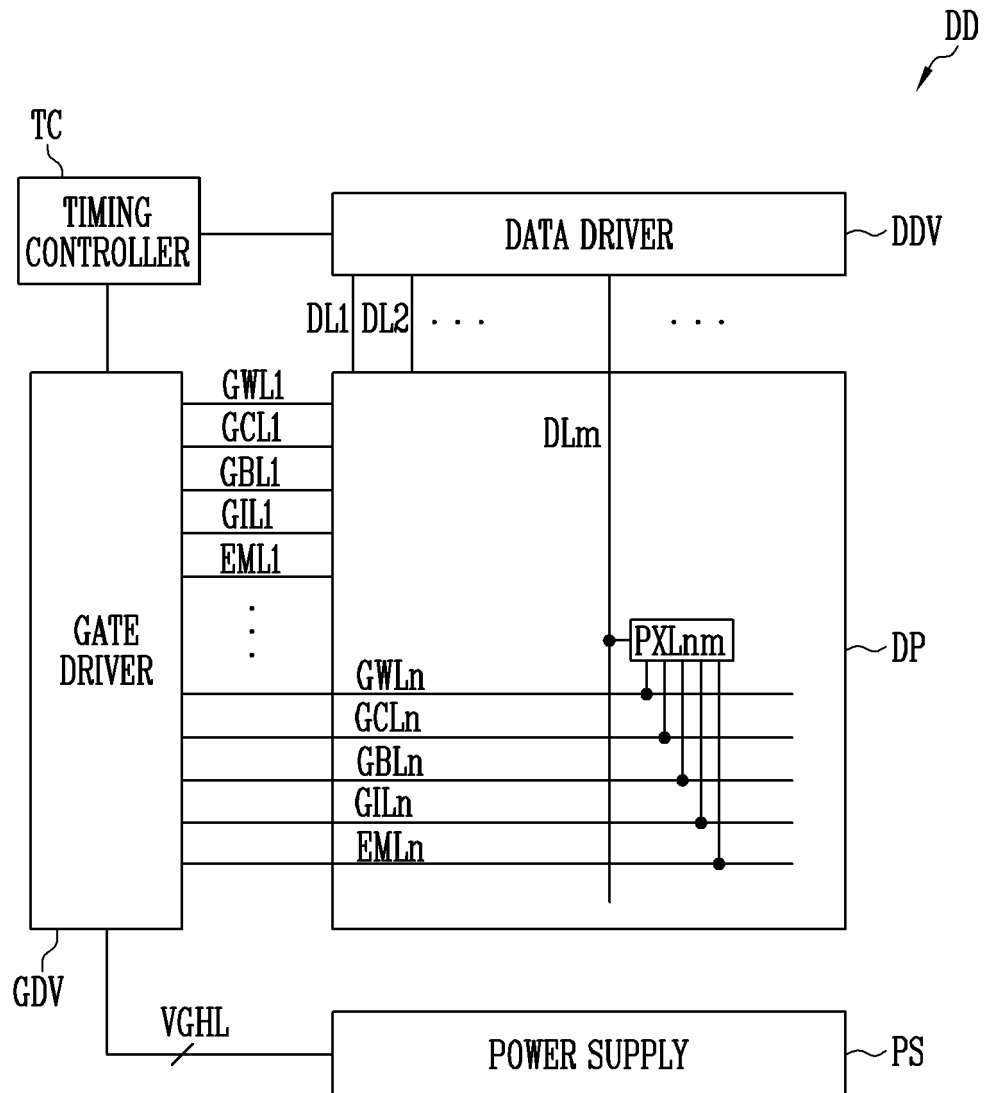 DD
TC
TIMING
CONTROLLER
DATA DRIVER
DDV
DL1
DL2
. . .
. . .
GWL1
GCL1
GBL1
GIL1
EML1
DLm
GATE
DRIVER
PXLnm
DP
GWLn
GCLn
GBLn
GILn
EMLn
GDV
VGHL
POWER SUPPLY
PS